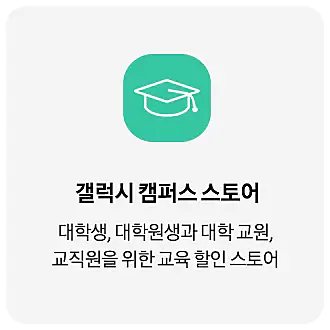 갤럭시 캠퍼스 스토어
대학생, 대학원생과 대학 교원,
교직원을 위한 교육 할인 스토어